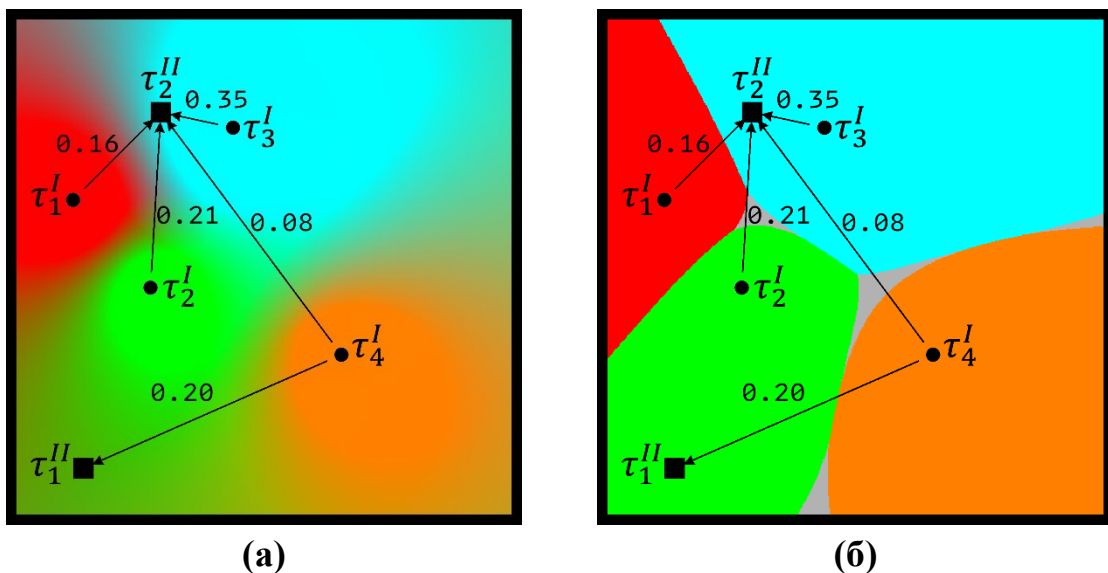 τ₂ᴵᴵ
0.35
τ₃ᴵ
0.16
τ₁ᴵ
0.21
0.08
τ₂ᴵ
τ₄ᴵ
0.20
τ₁ᴵᴵ
(а)
τ₂ᴵᴵ
0.35
τ₃ᴵ
0.16
τ₁ᴵ
0.21
0.08
τ₂ᴵ
τ₄ᴵ
0.20
τ₁ᴵᴵ
(б)